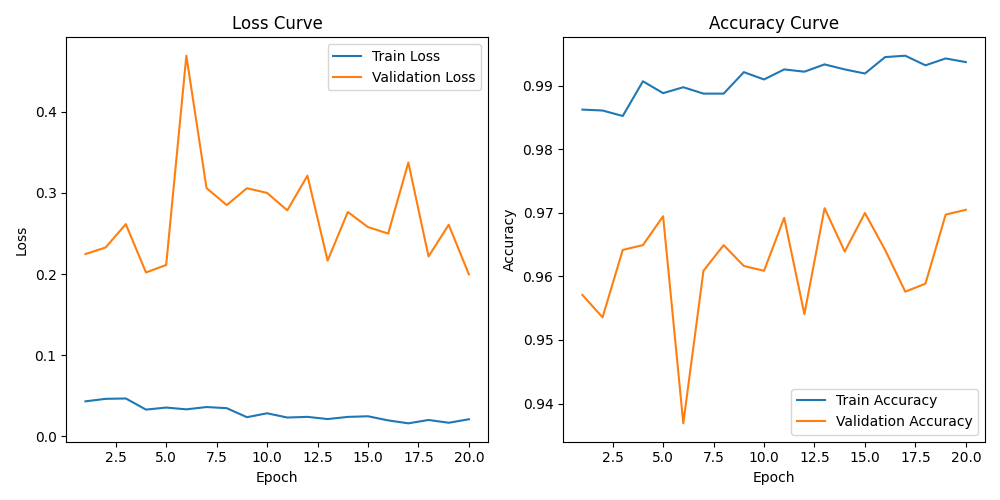 Loss Curve
Train Loss
Validation Loss
Loss
0.4
0.3
0.2
0.1
0.0
2.5 5.0 7.5 10.0 12.5 15.0 17.5 20.0
Epoch
Accuracy Curve
Accuracy
0.99
0.98
0.97
0.96
0.95
0.94
Train Accuracy
Validation Accuracy
2.5 5.0 7.5 10.0 12.5 15.0 17.5 20.0
Epoch